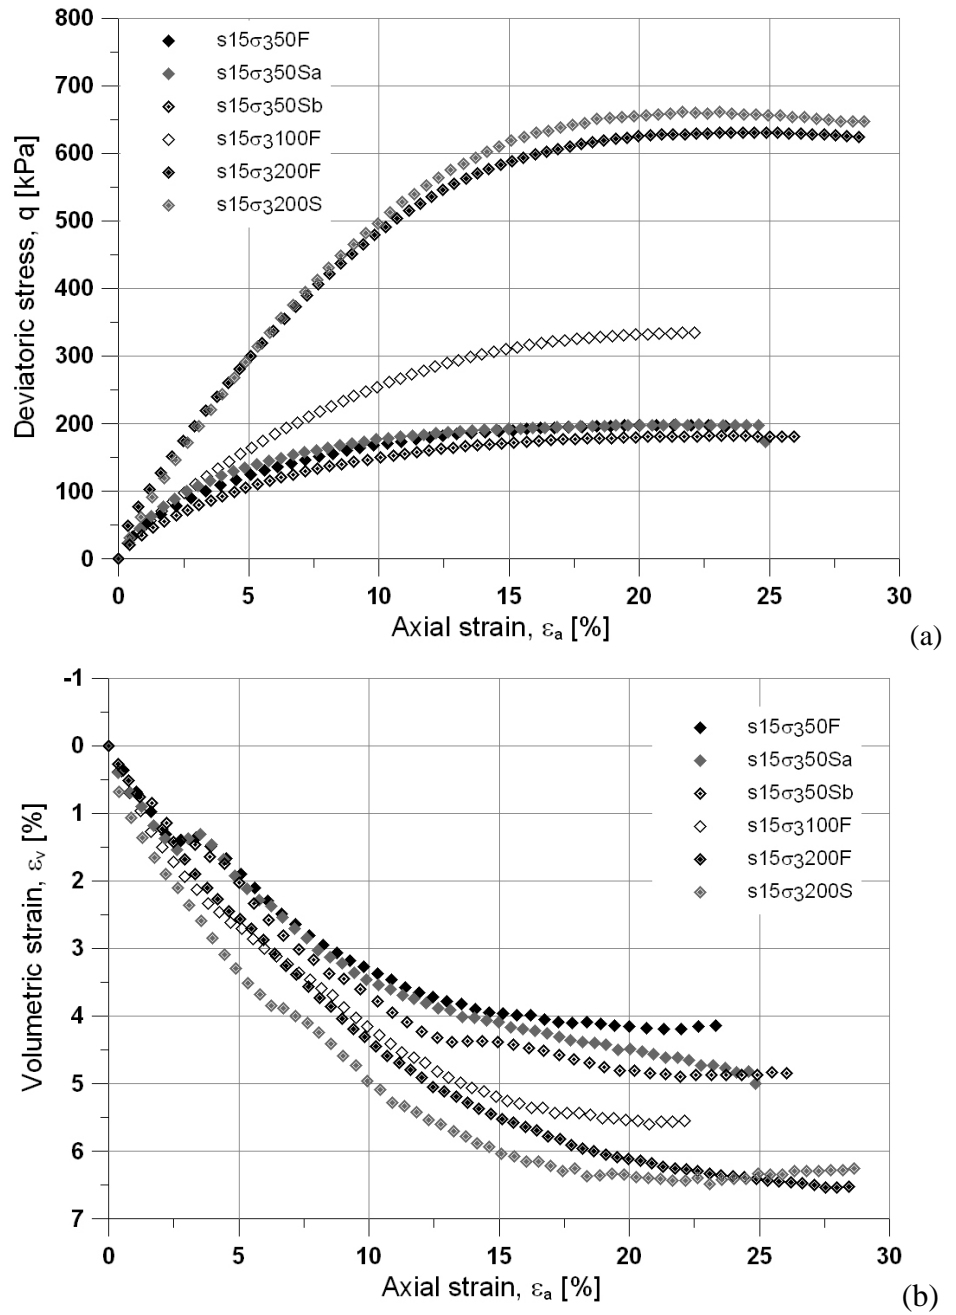 800
700
600
500
400
300
200
100
0
Deviatoric stress, q [kPa]
s15σ350F
s15σ350Sa
s15σ350Sb
s15σ3100F
s15σ3200F
s15σ3200S
0 5 10 15 20 25 30
Axial strain, εa [%]
(a)
-1
0
1
2
3
4
5
6
7
Volumetric strain, εv [%]
s15σ350F
s15σ350Sa
s15σ350Sb
s15σ3100F
s15σ3200F
s15σ3200S
0 5 10 15 20 25 30
Axial strain, εa [%]
(b)